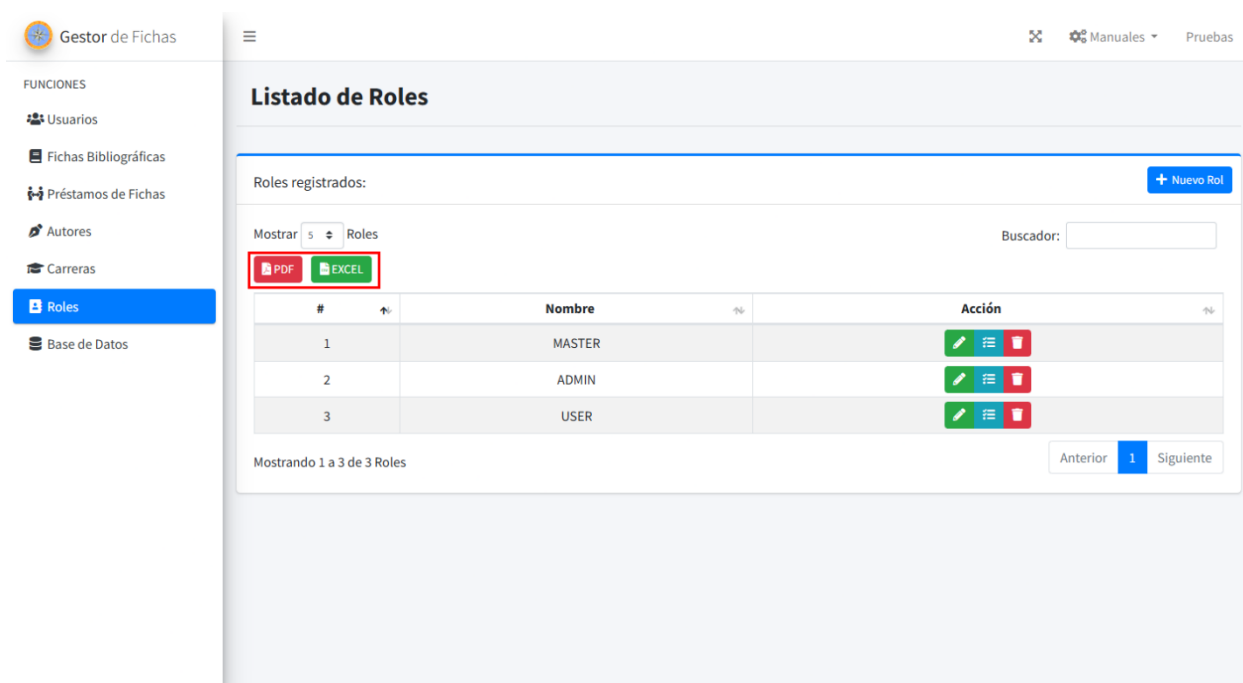 Gestor de Fichas
Manuales
Pruebas
FUNCIONES
Usuarios
Fichas Bibliográficas
Préstamos de Fichas
Autores
Carreras
Roles
Base de Datos
Listado de Roles
Roles registrados:
+ Nuevo Rol
Mostrar 5 Roles
Buscador:
PDF EXCEL
# Nombre Acción
1 MASTER
2 ADMIN
3 USER
Mostrando 1 a 3 de 3 Roles
Anterior 1 Siguiente